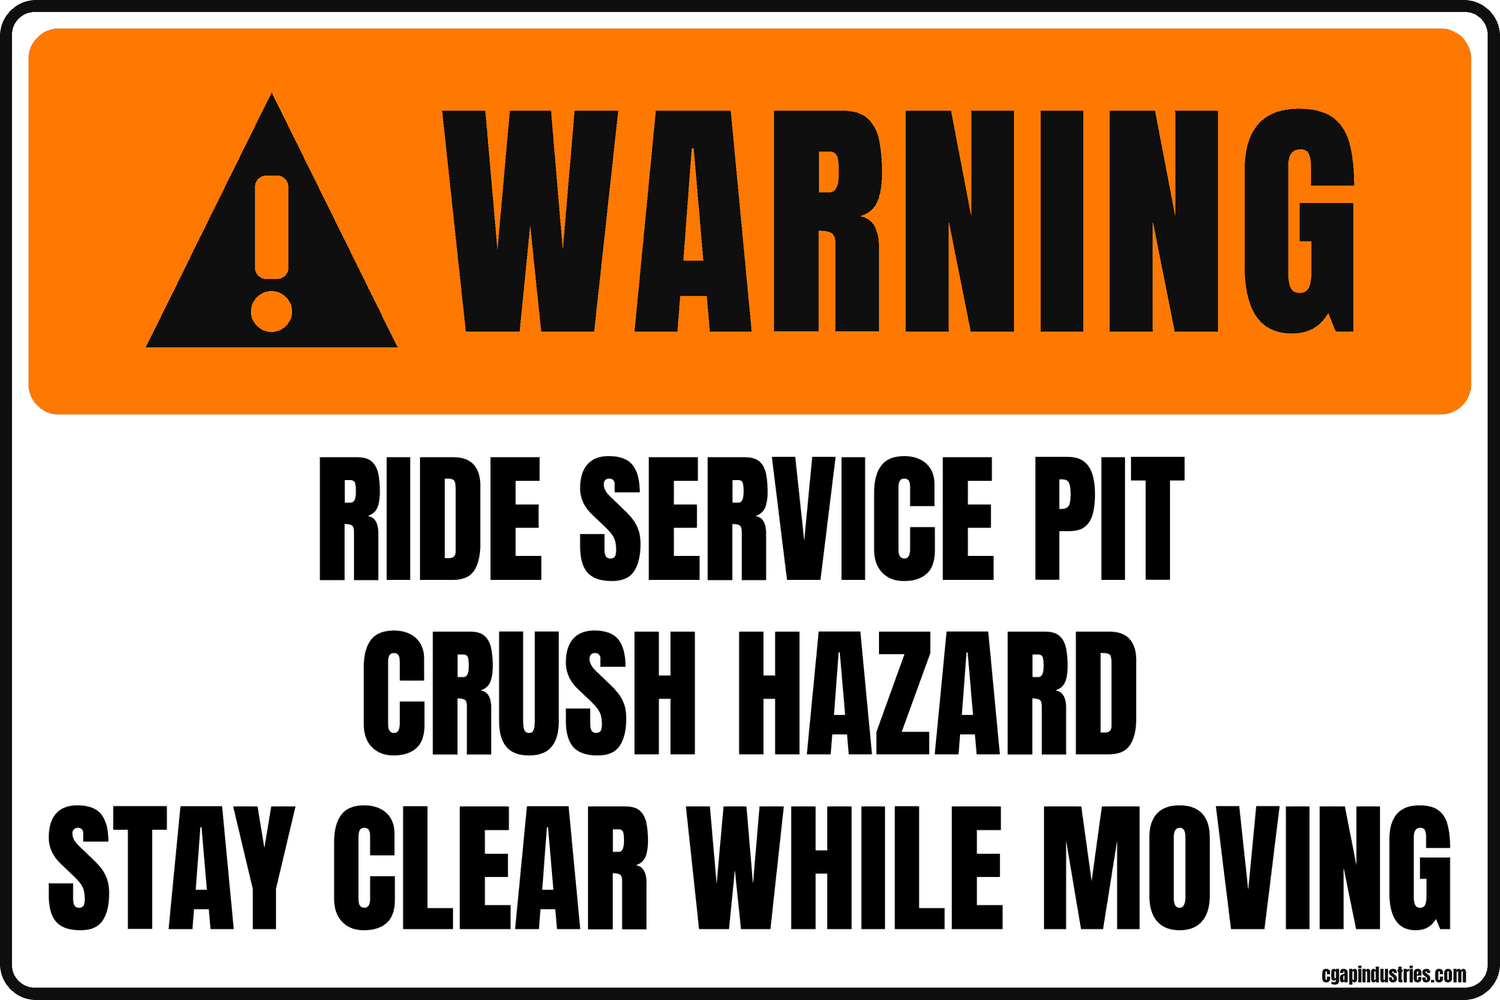 WARNING
RIDE SERVICE PIT
CRUSH HAZARD
STAY CLEAR WHILE MOVING
cgapindustries.com